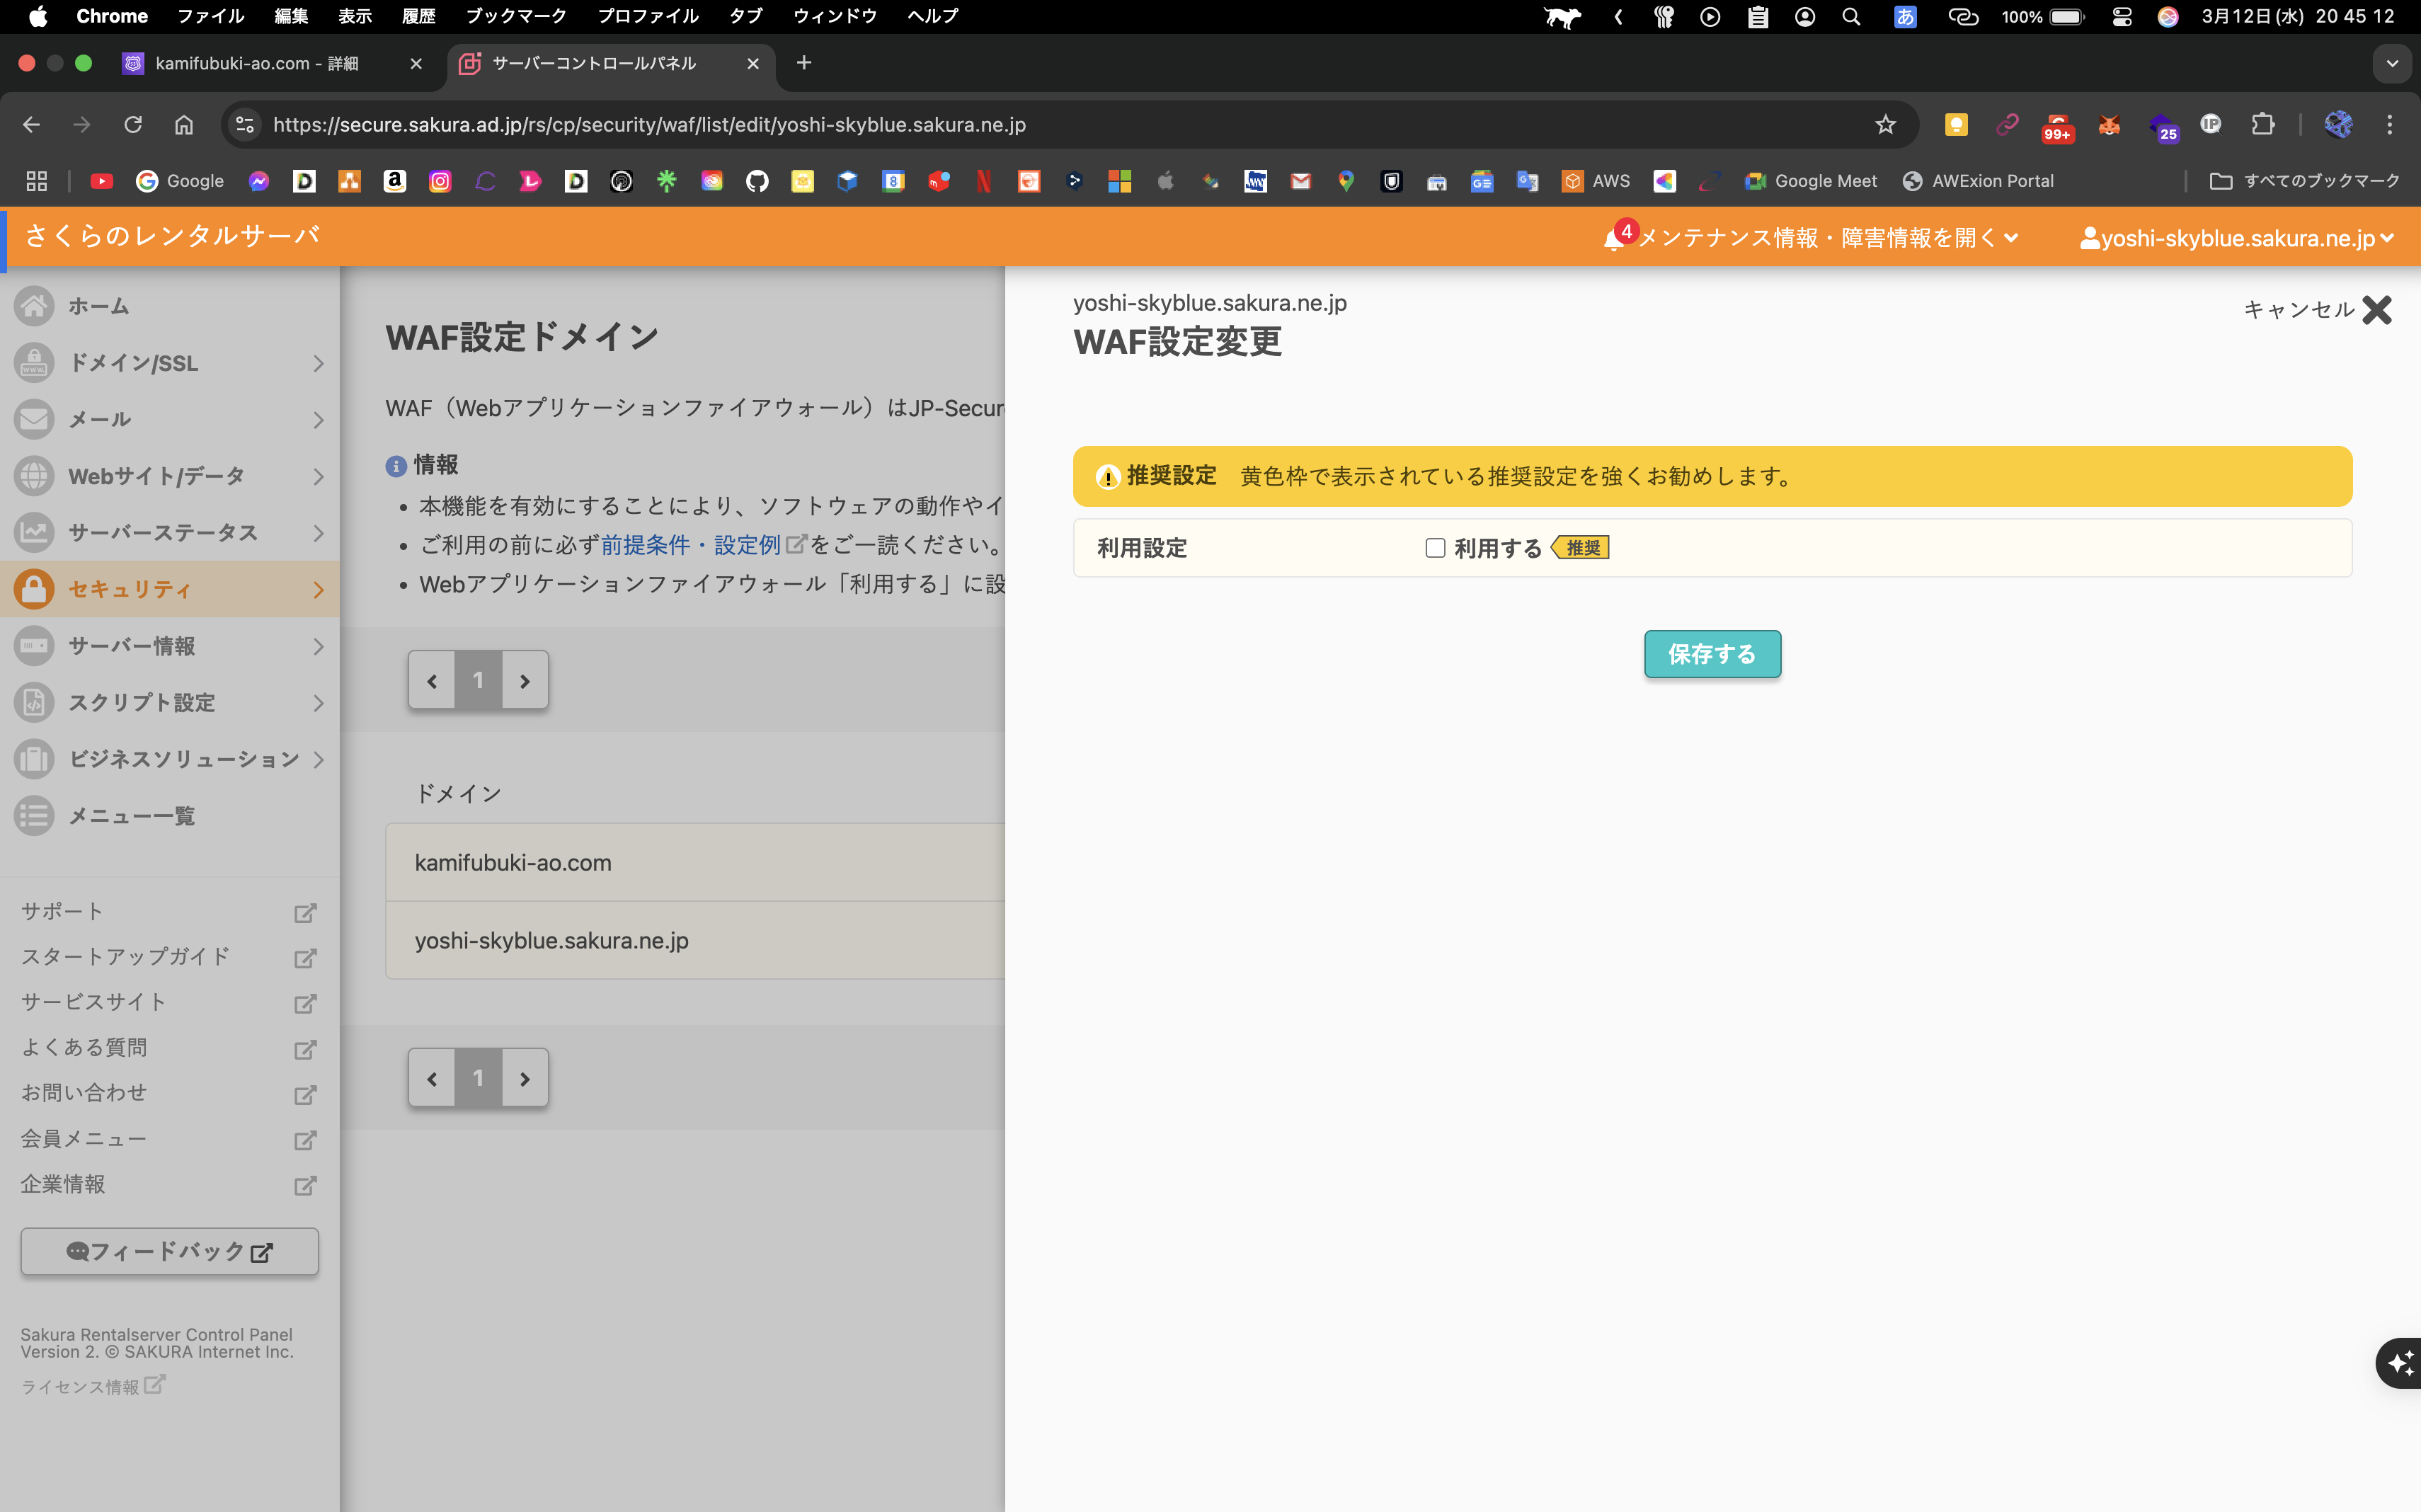 Chrome ファイル 編集 表示 履歴 ブックマーク プロファイル タブ ウィンドウ ヘルプ あ 100% 3月12日(水) 20 45 12
kamifubuki-ao.com - 詳細 サーバーコントロールパネル
https://secure.sakura.ad.jp/rs/cp/security/waf/list/edit/yoshi-skyblue.sakura.ne.jp 99+ 25 IP
Google AWS Google Meet AWExion Portal すべてのブックマーク
さくらのレンタルサーバ 4 メンテナンス情報・障害情報を開く yoshi-skyblue.sakura.ne.jp
ホーム
ドメイン/SSL
メール
Webサイト/データ
サーバーステータス
セキュリティ
サーバー情報
スクリプト設定
ビジネスソリューション
メニュー一覧
サポート
スタートアップガイド
サービスサイト
よくある質問
お問い合わせ
会員メニュー
企業情報
フィードバック
Sakura Rentalserver Control Panel
Version 2. © SAKURA Internet Inc.
ライセンス情報
WAF設定ドメイン
WAF（Webアプリケーションファイアウォール）はJP-Secur
情報
• 本機能を有効にすることにより、ソフトウェアの動作やイ
• ご利用の前に必ず前提条件・設定例をご一読ください。
• Webアプリケーションファイアウォール「利用する」に設
1
ドメイン
kamifubuki-ao.com
yoshi-skyblue.sakura.ne.jp
1
yoshi-skyblue.sakura.ne.jp
WAF設定変更
キャンセル
推奨設定 黄色枠で表示されている推奨設定を強くお勧めします。
利用設定 利用する 推奨
保存する